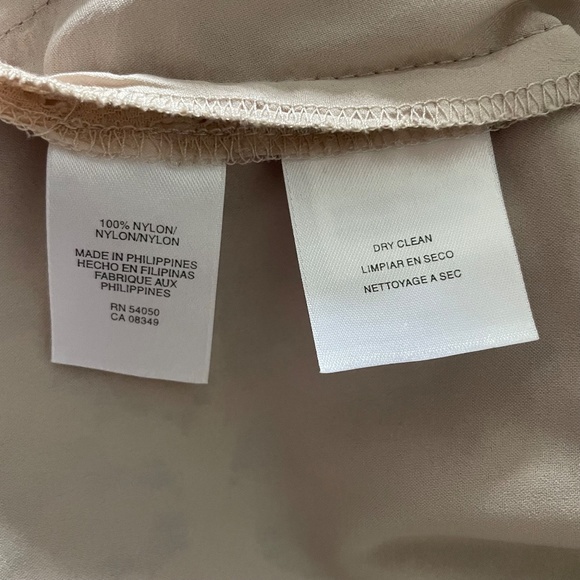 100% NYLON/
NYLON/NYLON
MADE IN PHILIPPINES
HECHO EN FILIPINAS
FABRIQUE AUX
PHILIPPINES
RN 54050
CA 08349
DRY CLEAN
LIMPIAR EN SECO
NETTOYAGE A SEC